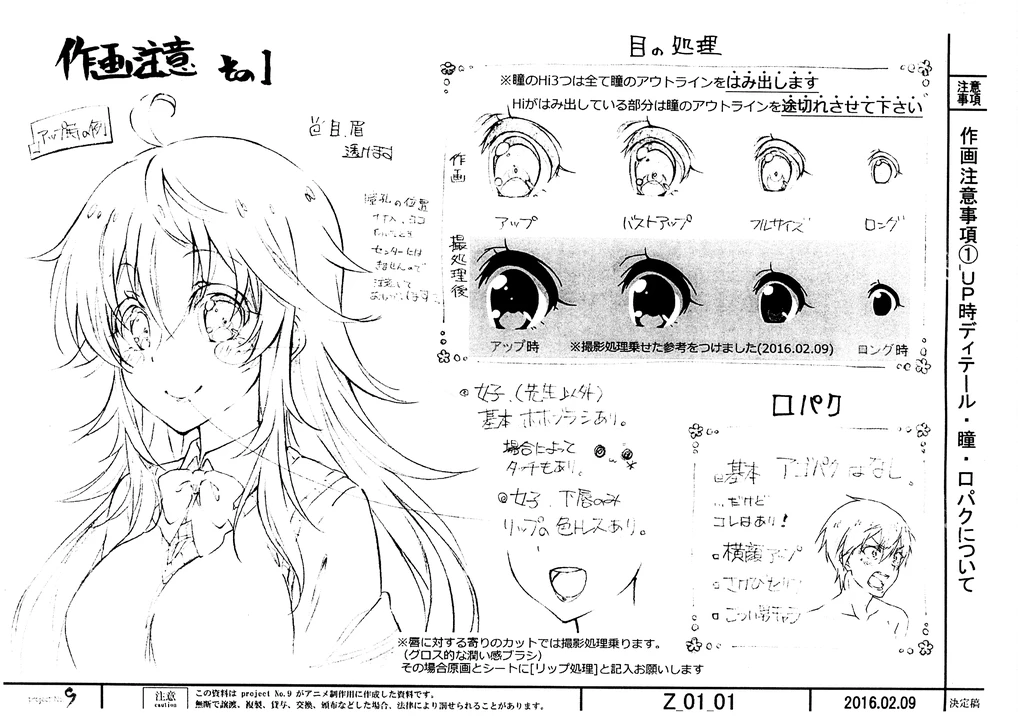 作画注意 その1
アップ時の例
目、眉
透けます
瞳孔の位置
目の処理
※瞳のHi3つは全て瞳のアウトラインをはみ出します
Hiがはみ出している部分は瞳のアウトラインを途切れさせて下さい
作画
アップ
バストアップ
フルサイズ
ロング
撮処理後
アップ時
※撮影処理乗せた参考をつけました(2016.02.09)
ロング時
女子(先生以外)
基本 ホホブラシあり。
場合によって
タッチもあり。
女子 下唇のみ
リップの色トレスあり。
※唇に対する寄りのカットでは撮影処理乗ります。
(グロス的な潤い感ブラシ)
その場合原画とシートに[リップ処理]と記入お願いします
口パク
基本 アゴパクはなし。
…だけど
コレはあり!
横顔アップ
注意
事項
作画注意事項①UP時ディテール・瞳・口パクについて
project No.9
注意
caution
この資料は project No.9 がアニメ制作用に作成した資料です。
無断で譲渡、複製、貸与、交換、頒布などした場合、法律により罰せられることがあります。
Z_01_01
2016.02.09
決定稿